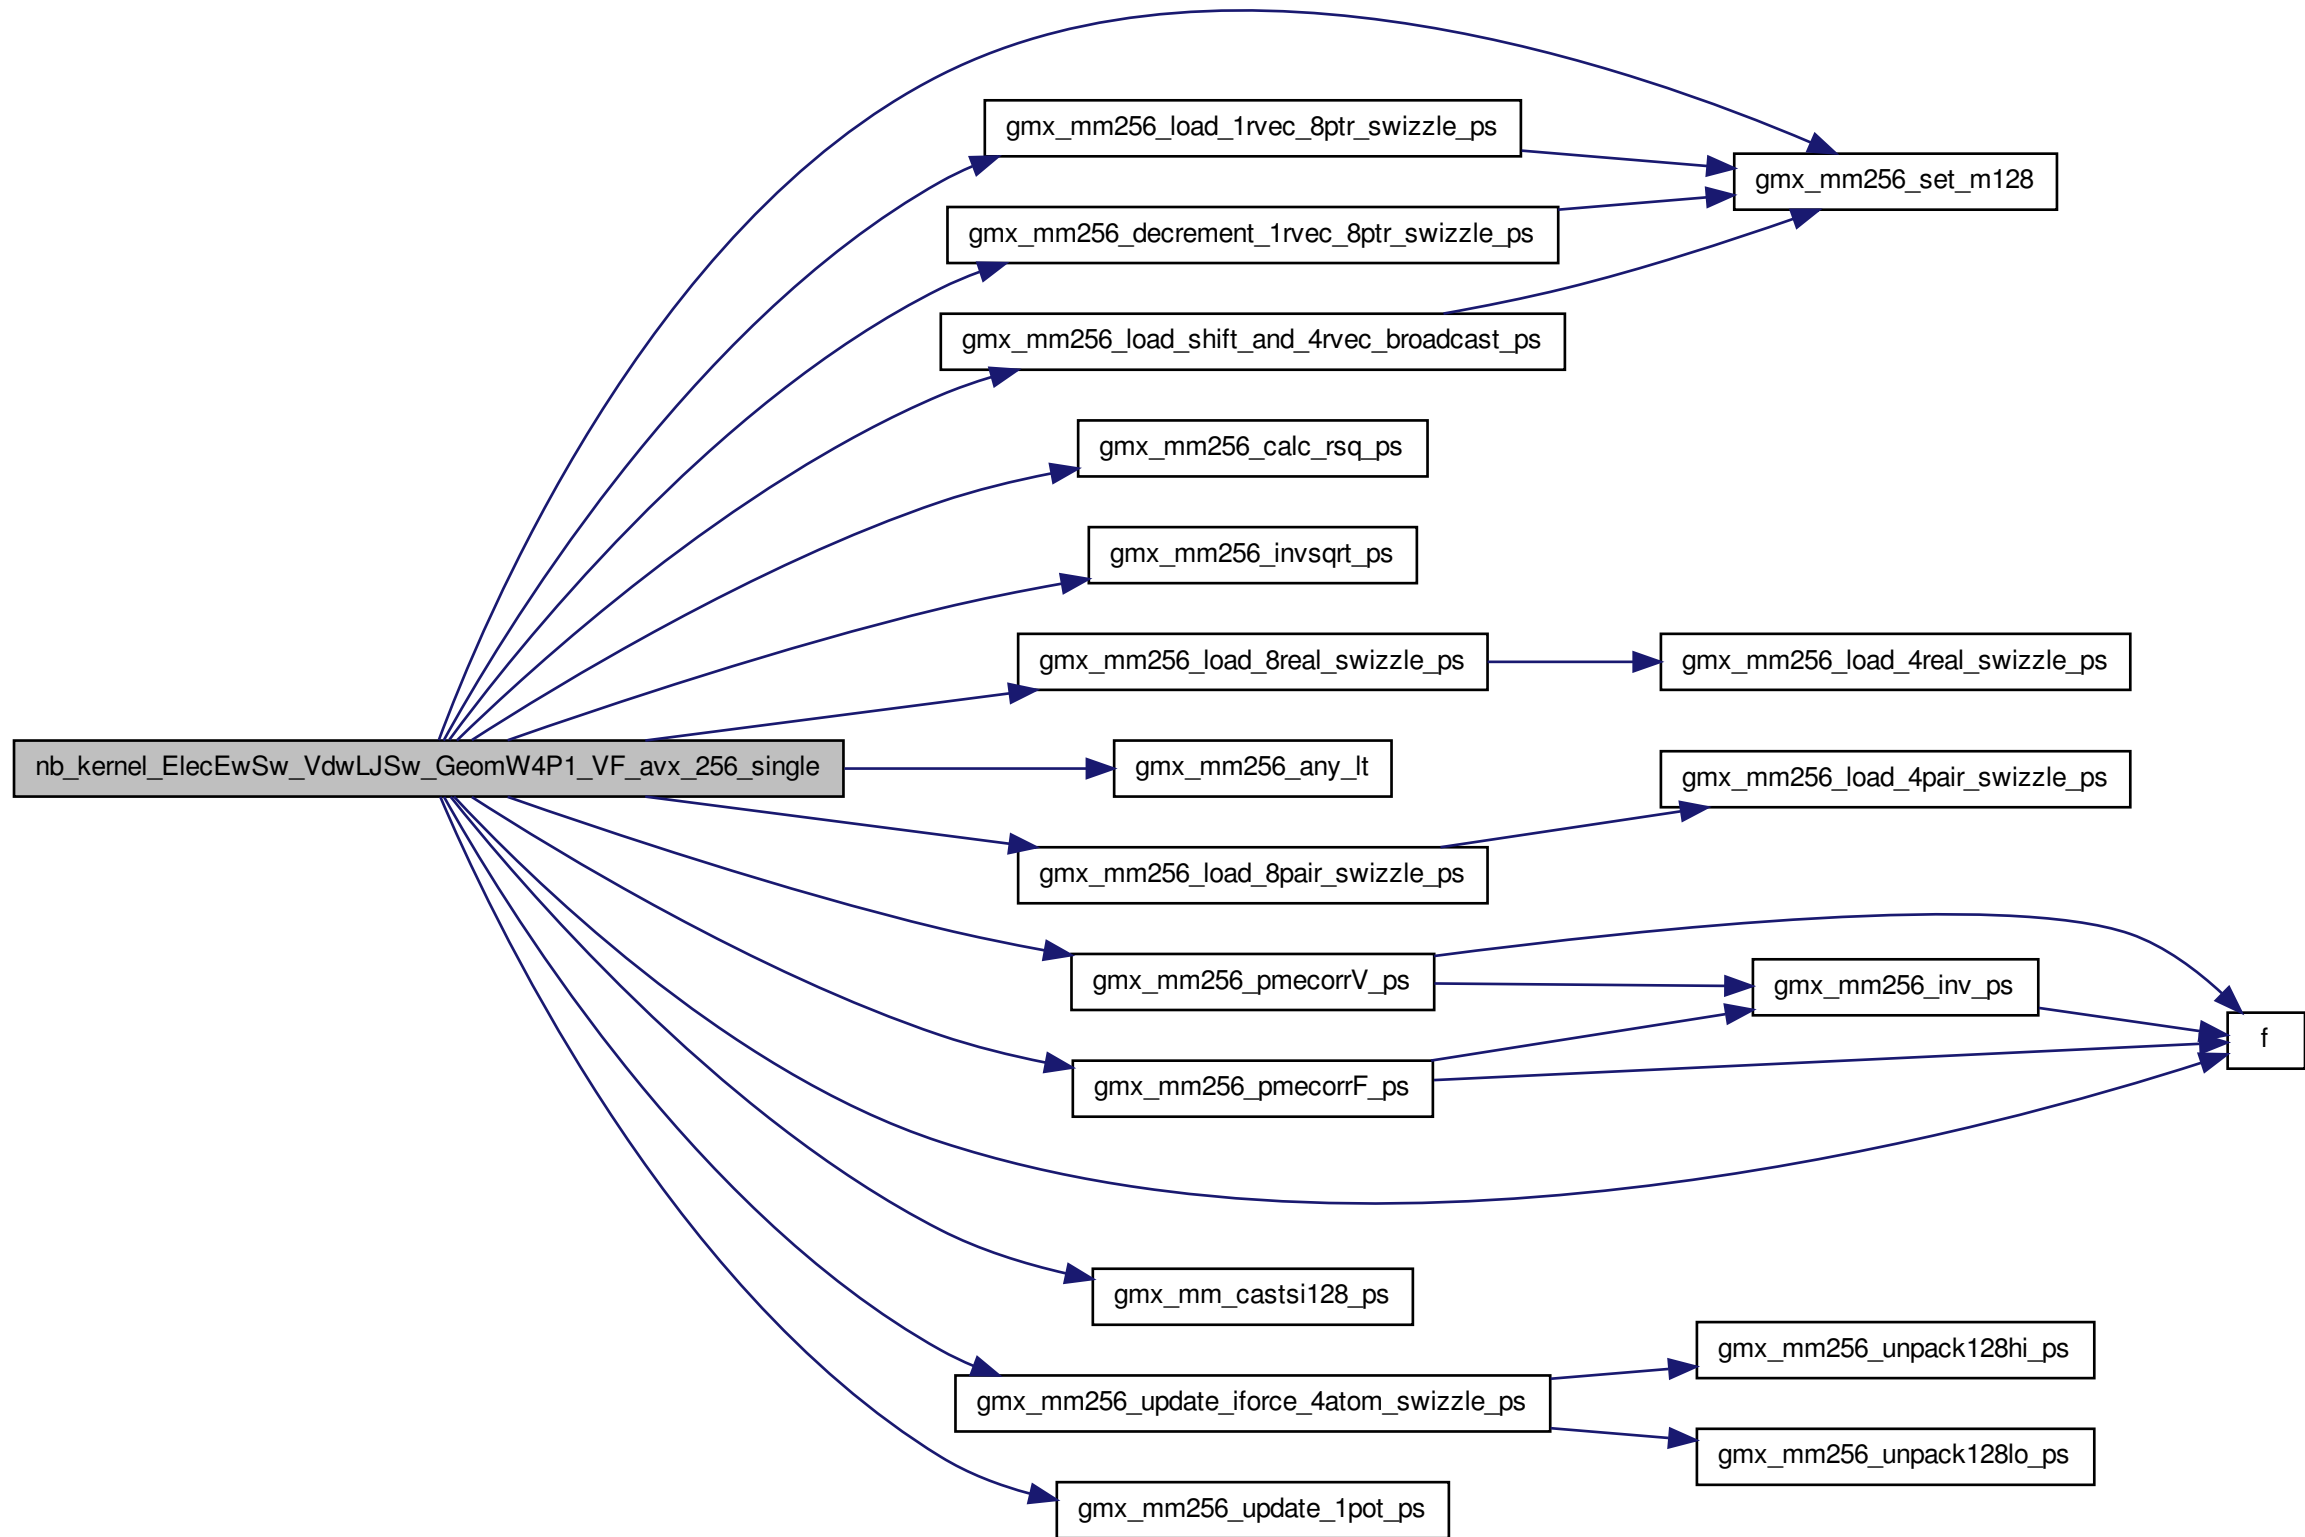 gmx_mm256_load_1rvec_8ptr_swizzle_ps
gmx_mm256_set_m128
gmx_mm256_decrement_1rvec_8ptr_swizzle_ps
gmx_mm256_load_shift_and_4rvec_broadcast_ps
gmx_mm256_calc_rsq_ps
gmx_mm256_invsqrt_ps
gmx_mm256_load_8real_swizzle_ps
gmx_mm256_load_4real_swizzle_ps
nb_kernel_ElecEwSw_VdwLJSw_GeomW4P1_VF_avx_256_single
gmx_mm256_any_lt
gmx_mm256_load_4pair_swizzle_ps
gmx_mm256_load_8pair_swizzle_ps
gmx_mm256_pmecorrV_ps
gmx_mm256_inv_ps
f
gmx_mm256_pmecorrF_ps
gmx_mm_castsi128_ps
gmx_mm256_unpack128hi_ps
gmx_mm256_update_iforce_4atom_swizzle_ps
gmx_mm256_unpack128lo_ps
gmx_mm256_update_1pot_ps